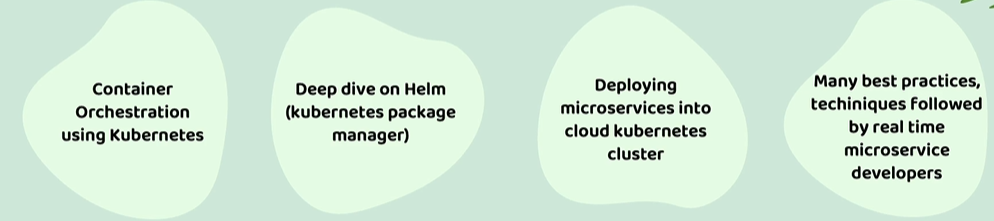 Container
Orchestration
using Kubernetes
Deep dive on Helm
(kubernetes package
manager)
Deploying
microservices into
cloud kubernetes
cluster
Many best practices,
techiniques followed
by real time
microservice
developers